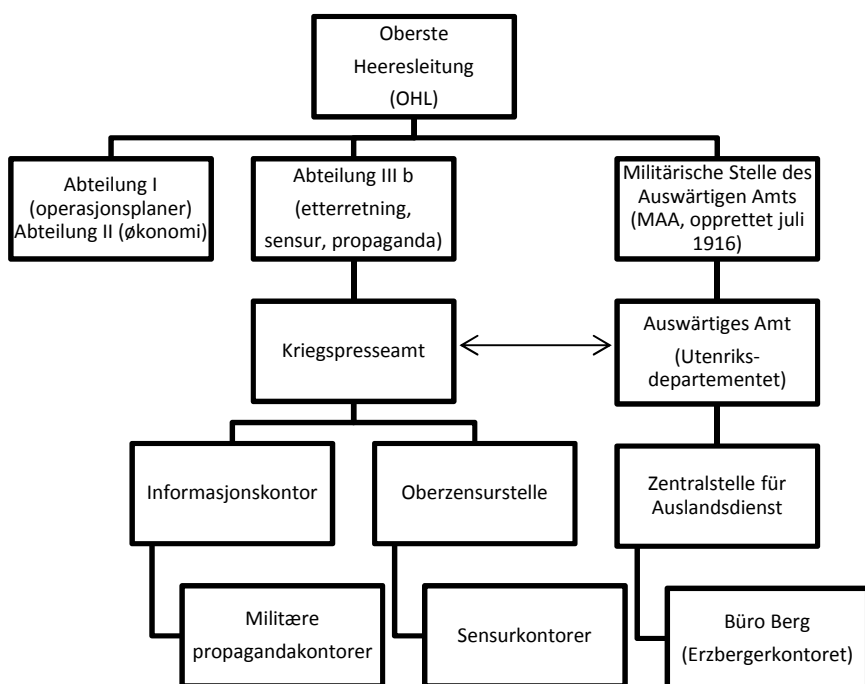 Oberste
Heeresleitung
(OHL)
Abteilung I
(operasjonsplaner)
Abteilung II (økonomi)
Abteilung III b
(etterretning,
sensur, propaganda)
Militärische Stelle des
Auswärtigen Amts
(MAA, opprettet juli
1916)
Kriegspresseamt
Auswärtiges Amt
(Utenriks-
departementet)
Informasjonskontor
Oberzensurstelle
Zentralstelle für
Auslandsdienst
Militære
propagandakontorer
Sensurkontorer
Büro Berg
(Erzbergerkontoret)